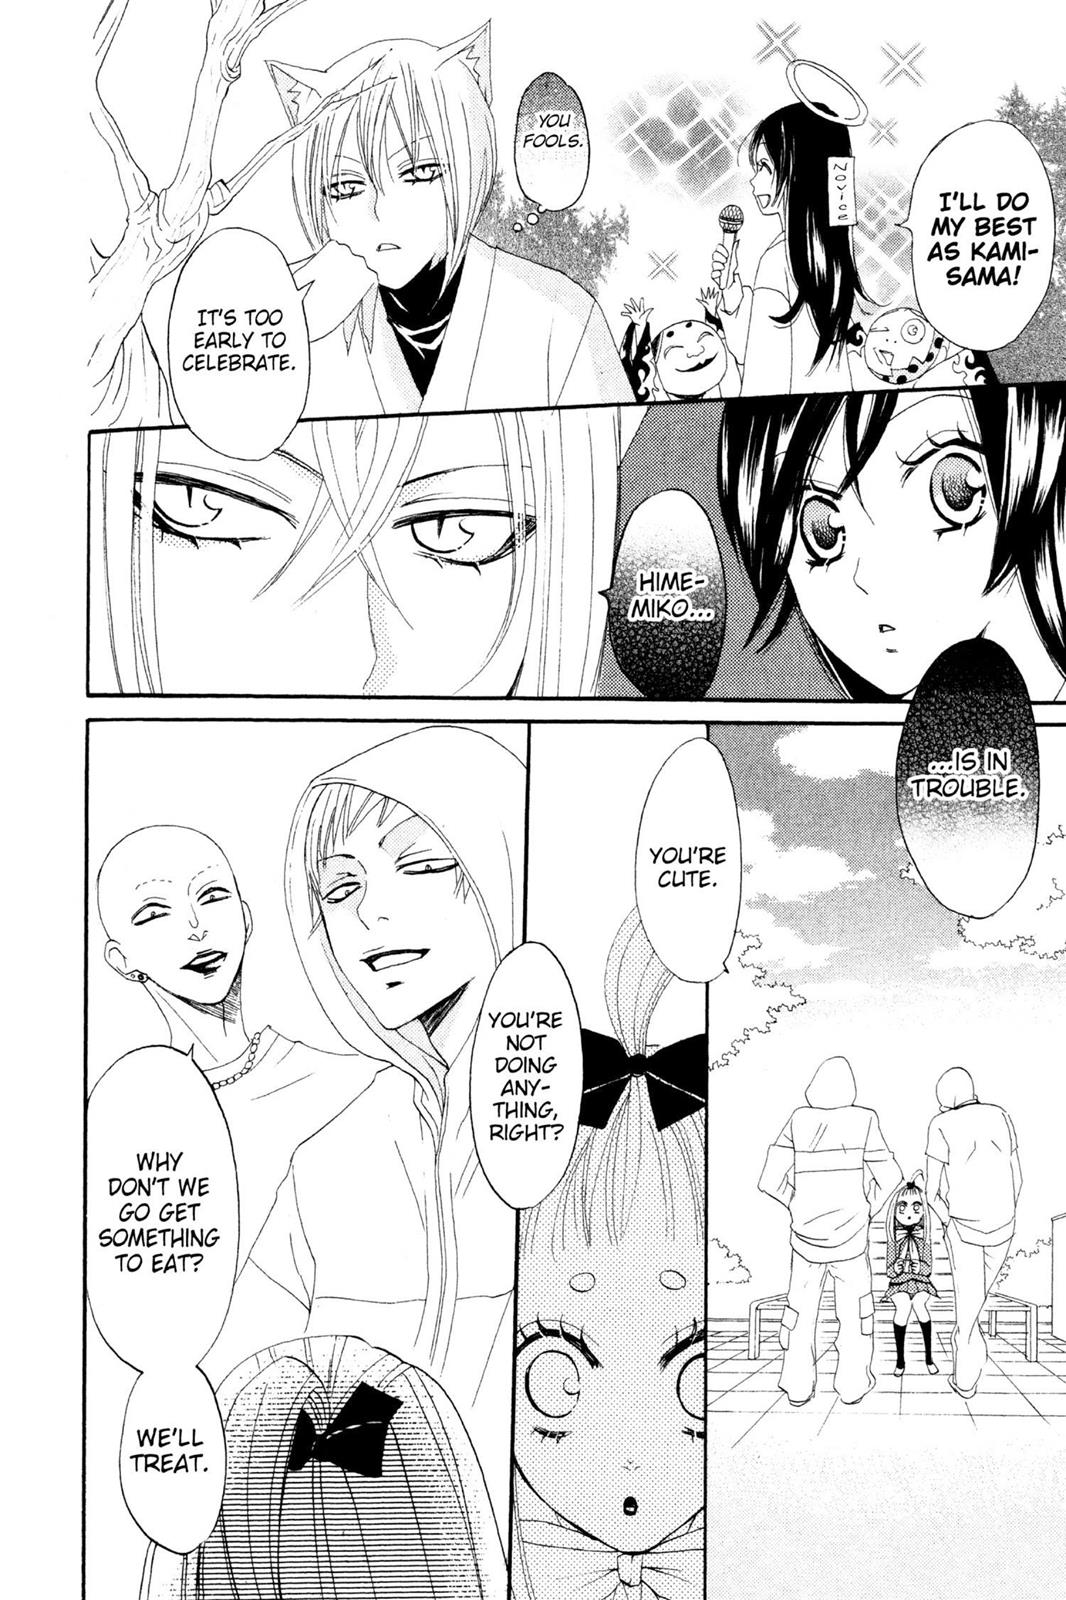 I'LL DO
MY BEST
AS KAMI-
SAMA!
NOVICE
YOU
FOOLS.
IT'S TOO
EARLY TO
CELEBRATE.
HIME-
MIKO...
...IS IN
TROUBLE.
YOU'RE
CUTE.
YOU'RE
NOT
DOING
ANY-
THING,
RIGHT?
WHY
DON'T WE
GO GET
SOMETHING
TO EAT?
WE'LL
TREAT.